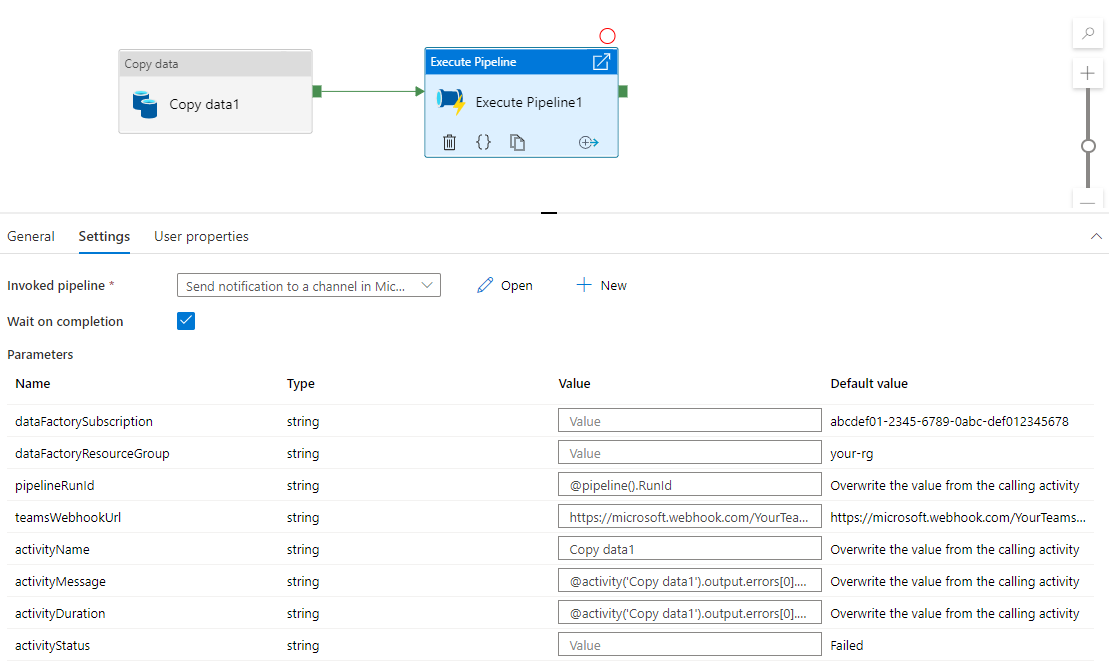 Copy data
Copy data1
Execute Pipeline
Execute Pipeline1
{}
General Settings User properties
Invoked pipeline * Send notification to a channel in Mic... Open New
Wait on completion
Parameters
Name Type Value Default value
dataFactorySubscription string Value abcdef01-2345-6789-0abc-def012345678
dataFactoryResourceGroup string Value your-rg
pipelineRunId string @pipeline().RunId Overwrite the value from the calling activity
teamsWebhookUrl string https://microsoft.webhook.com/YourTea... https://microsoft.webhook.com/YourTeams...
activityName string Copy data1 Overwrite the value from the calling activity
activityMessage string @activity('Copy data1').output.errors[0].... Overwrite the value from the calling activity
activityDuration string @activity('Copy data1').output.errors[0].... Overwrite the value from the calling activity
activityStatus string Value Failed